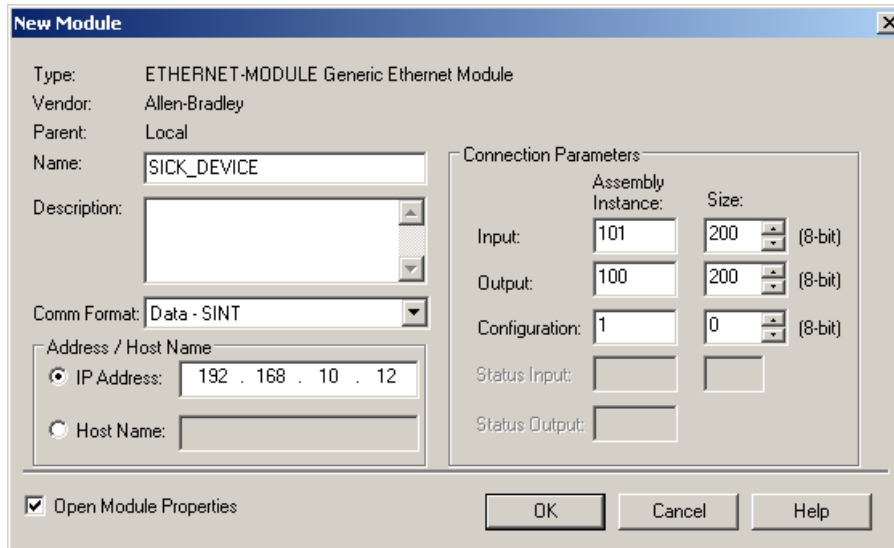 New Module
Type: ETHERNET-MODULE Generic Ethernet Module
Vendor: Allen-Bradley
Parent: Local
Name: SICK_DEVICE
Description:
Comm Format: Data - SINT
Address / Host Name
IP Address: 192 . 168 . 10 . 12
Host Name:
Connection Parameters
Assembly
Instance: Size:
Input: 101 200 (8-bit)
Output: 100 200 (8-bit)
Configuration: 1 0 (8-bit)
Status Input:
Status Output:
Open Module Properties
OK Cancel Help